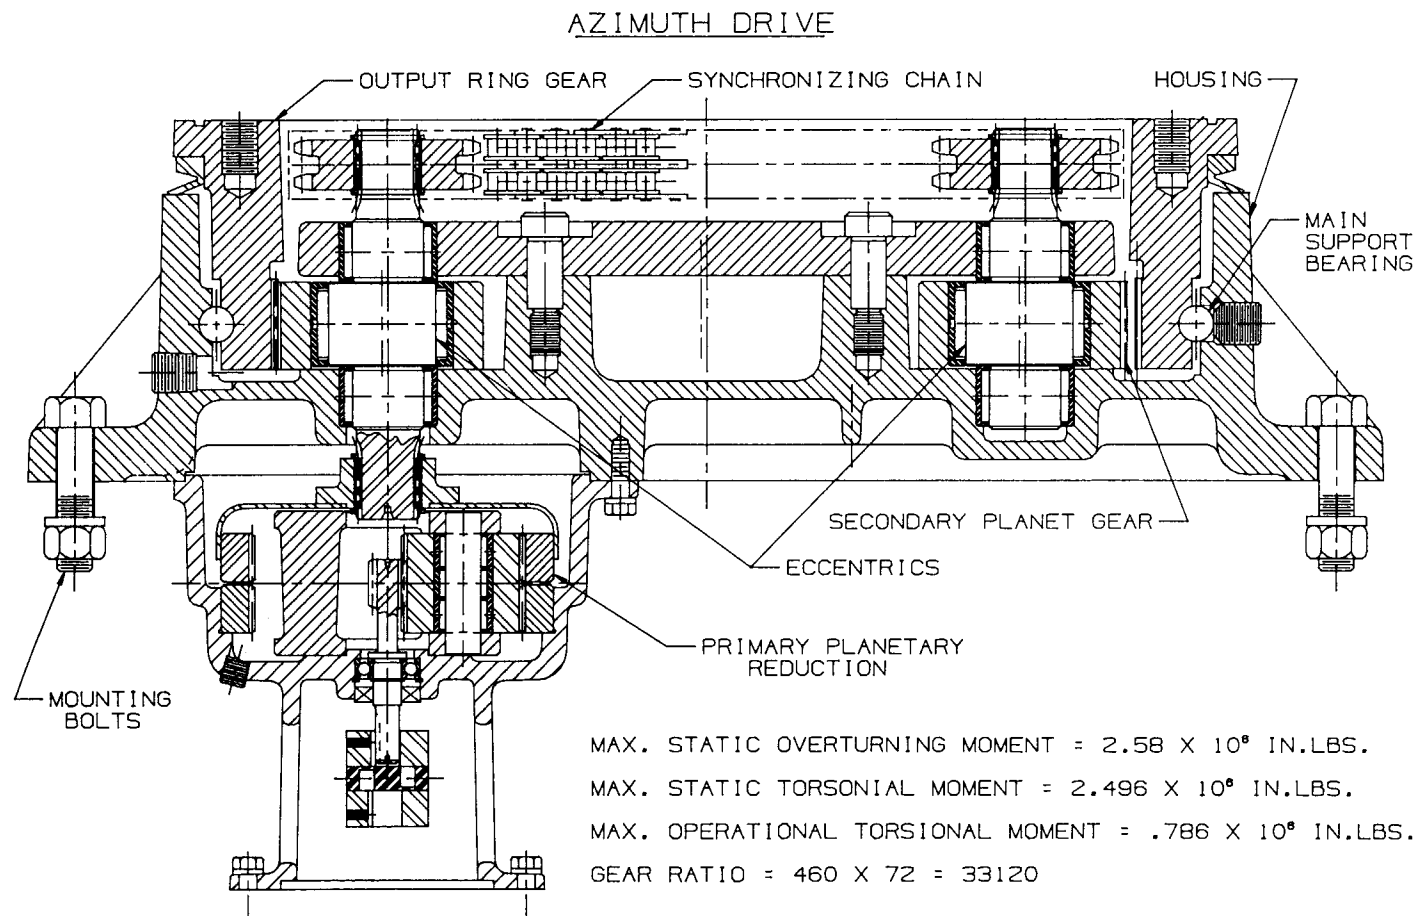 AZIMUTH DRIVE
OUTPUT RING GEAR
SYNCHRONIZING CHAIN
HOUSING
MAIN
SUPPORT
BEARING
SECONDARY PLANET GEAR
ECCENTRICS
PRIMARY PLANETARY
REDUCTION
MOUNTING
BOLTS
MAX. STATIC OVERTURNING MOMENT = 2.58 X 10⁶ IN.LBS.
MAX. STATIC TORSONIAL MOMENT = 2.496 X 10⁶ IN.LBS.
MAX. OPERATIONAL TORSIONAL MOMENT = .786 X 10⁶ IN.LBS.
GEAR RATIO = 460 X 72 = 33120